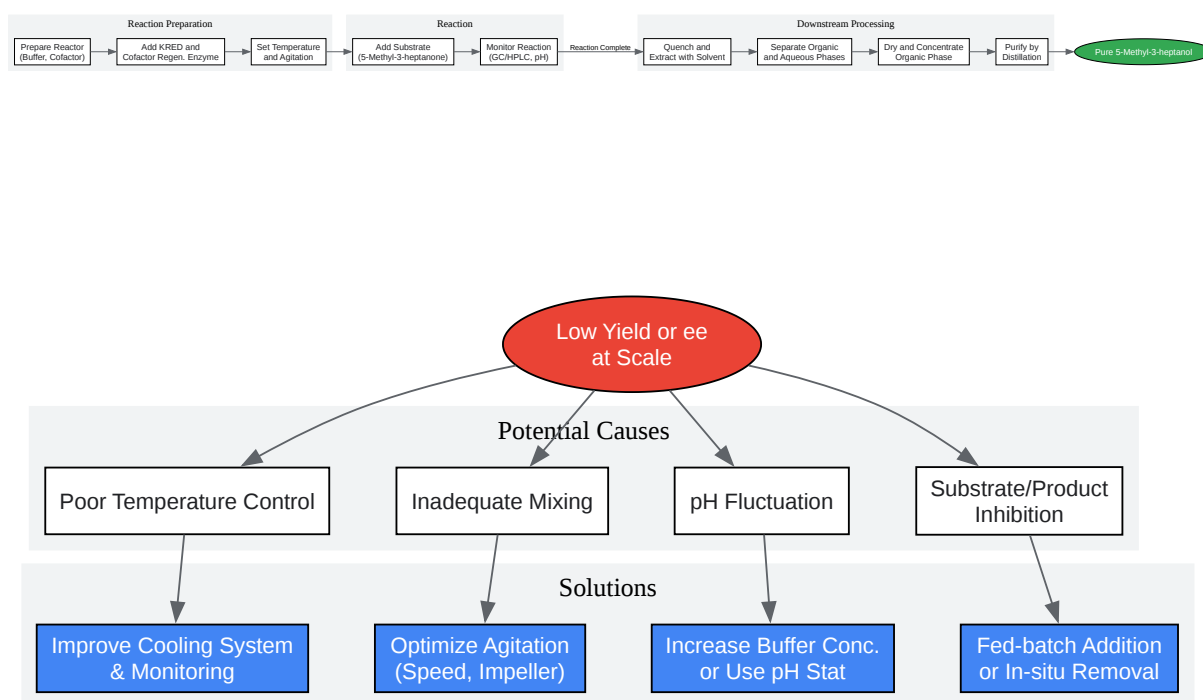 Reaction Preparation
Reaction
Downstream Processing
Prepare Reactor
(Buffer, Cofactor)
Add KRED and
Cofactor Regen. Enzyme
Set Temperature
and Agitation
Add Substrate
(5-Methyl-3-heptanone)
Monitor Reaction
(GC/HPLC, pH)
Reaction Complete
Quench and
Extract with Solvent
Separate Organic
and Aqueous Phases
Dry and Concentrate
Organic Phase
Purify by
Distillation
Pure 5-Methyl-3-heptanol
Low Yield or ee
at Scale
Potential Causes
Poor Temperature Control
Inadequate Mixing
pH Fluctuation
Substrate/Product
Inhibition
Solutions
Improve Cooling System
& Monitoring
Optimize Agitation
(Speed, Impeller)
Increase Buffer Conc.
or Use pH Stat
Fed-batch Addition
or In-situ Removal